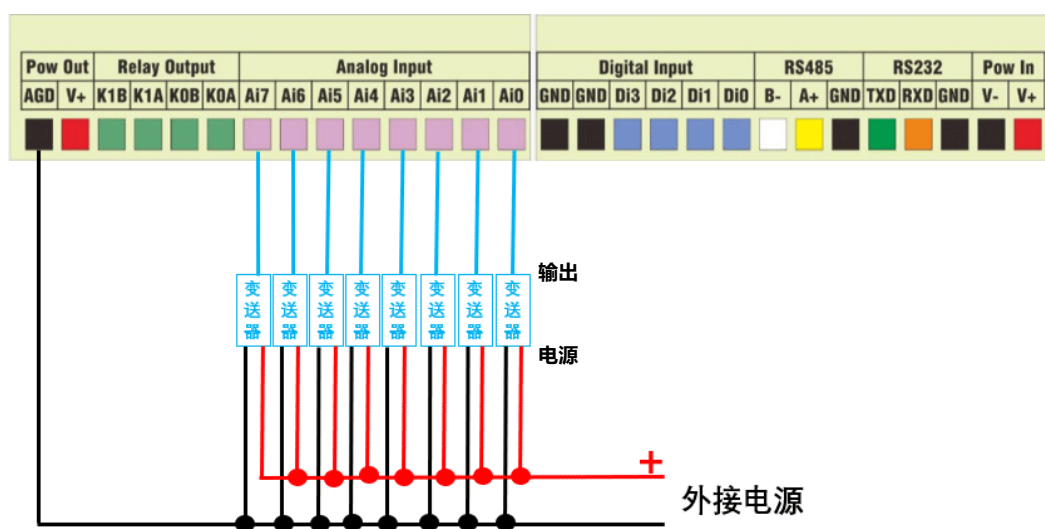 Pow Out Relay Output Analog Input Digital Input RS485 RS232 Pow In
AGD V+ K1B K1A K0B K0A Ai7 Ai6 Ai5 Ai4 Ai3 Ai2 Ai1 Ai0 GND GND Di3 Di2 Di1 Di0 B- A+ GND TXD RXD GND V- V+
输出
变送器 变送器 变送器 变送器 变送器 变送器 变送器 变送器
电源
+
外接电源